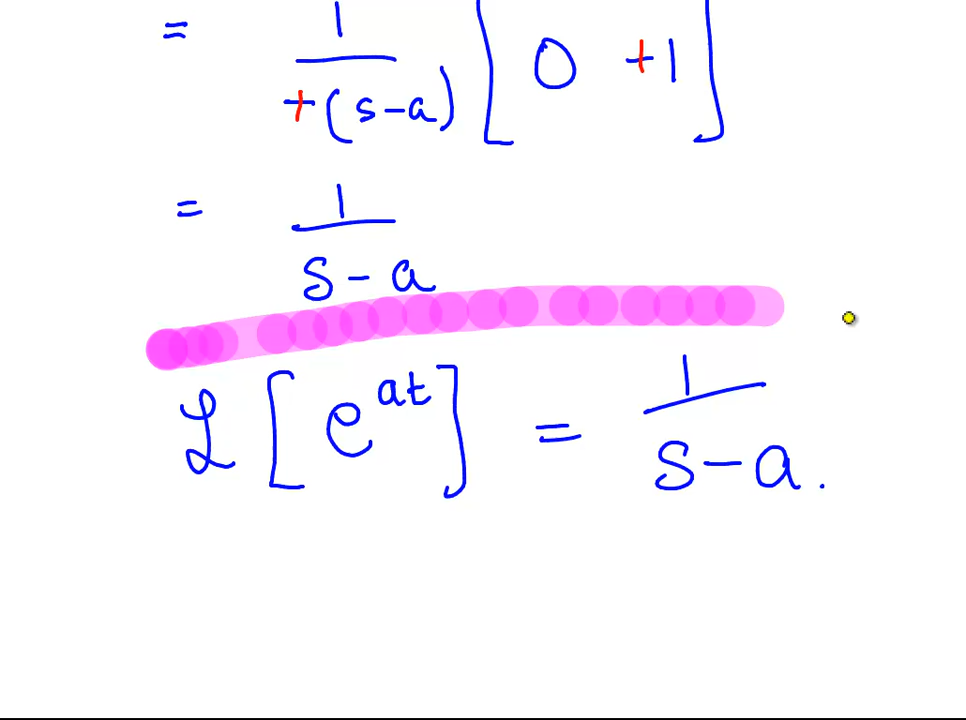 = 1/+(s-a) [ 0 +1 ]
= 1/s-a
ℒ [e^{at}] = 1/s-a.